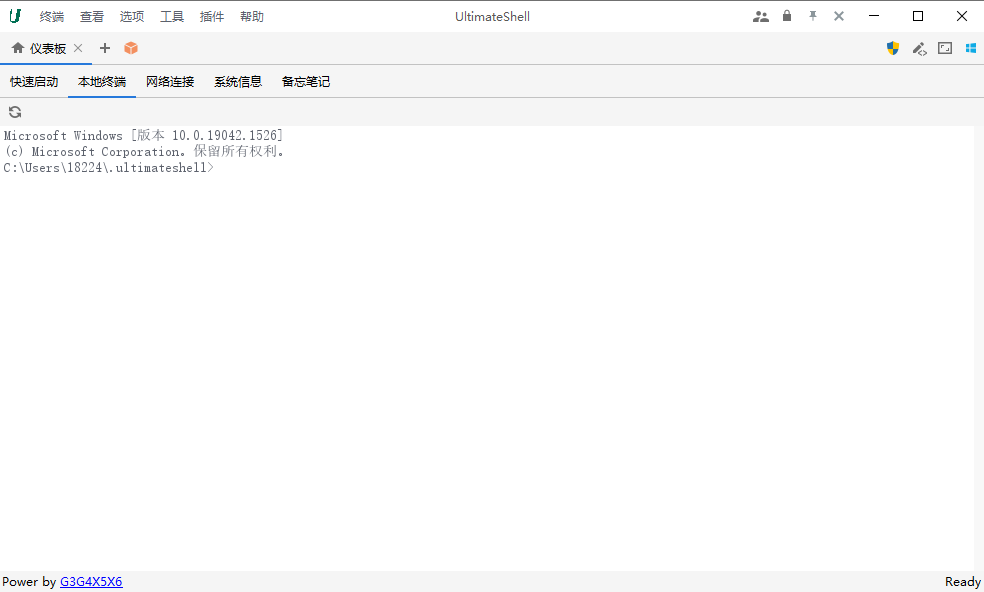 终端 查看 选项 工具 插件 帮助 UltimateShell
仪表板
快速启动 本地终端 网络连接 系统信息 备忘笔记
Microsoft Windows [版本 10.0.19042.1526]
(c) Microsoft Corporation。保留所有权利。
C:\Users\18224\.ultimateshell>
Power by G3G4X5X6 Ready